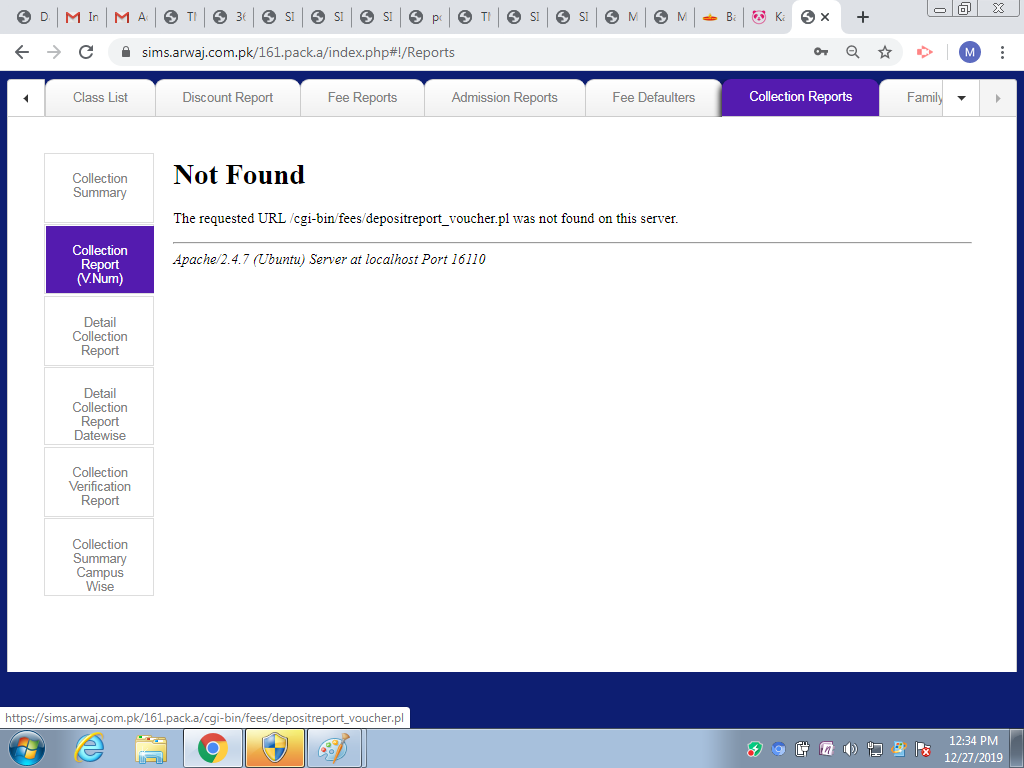 D
In
Ac
Tl
36
SI
SI
SI
po
Tl
SI
SI
M
M
Ba
Ka
sims.arwaj.com.pk/161.pack.a/index.php#!/Reports
M
Class List
Discount Report
Fee Reports
Admission Reports
Fee Defaulters
Collection Reports
Family
Collection
Summary
Collection
Report
(V.Num)
Detail
Collection
Report
Detail
Collection
Report
Datewise
Collection
Verification
Report
Collection
Summary
Campus
Wise
Not Found
The requested URL /cgi-bin/fees/depositreport_voucher.pl was not found on this server.
Apache/2.4.7 (Ubuntu) Server at localhost Port 16110
https://sims.arwaj.com.pk/161.pack.a/cgi-bin/fees/depositreport_voucher.pl
12:34 PM
12/27/2019